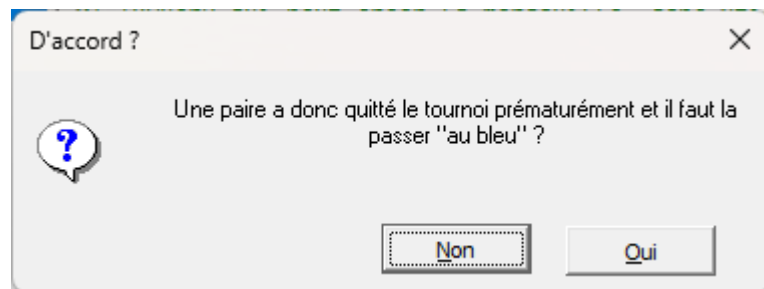 D'accord ?
Une paire a donc quitté le tournoi prématurément et il faut la
passer "au bleu" ?
Non
Oui